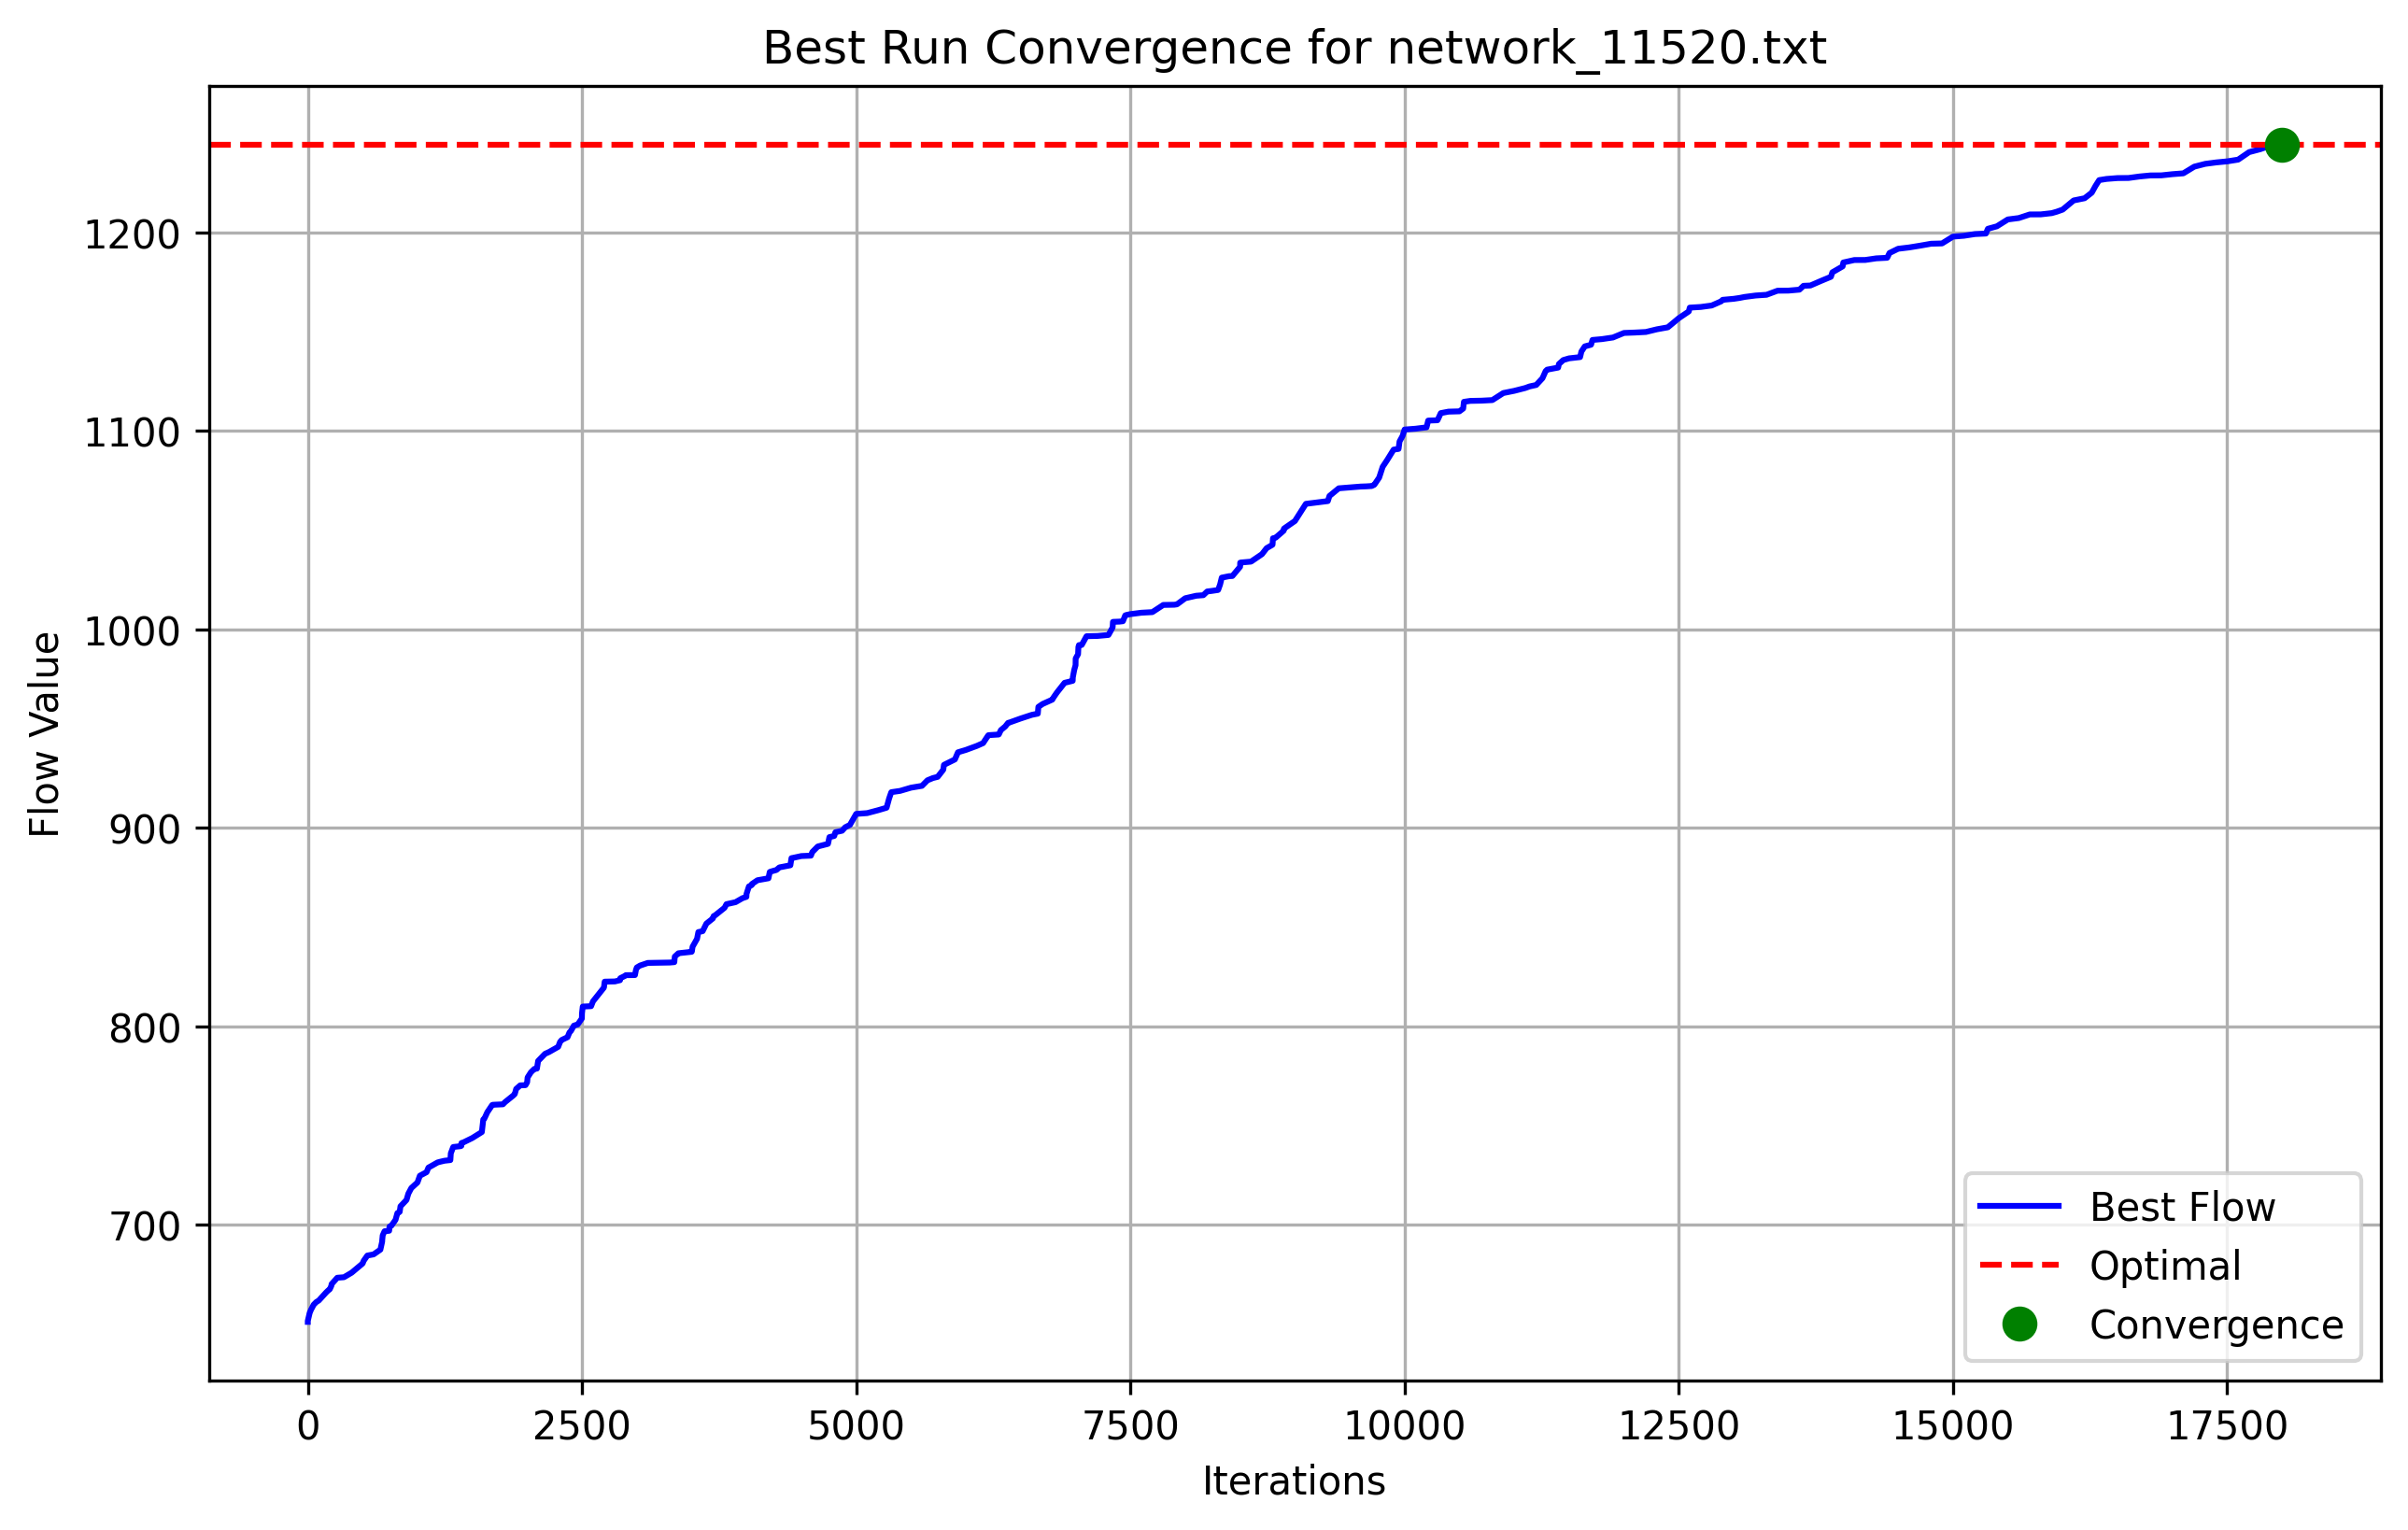 Best Run Convergence for network_11520.txt
Flow Value
1200
1100
1000
900
800
700
Best Flow
Optimal
Convergence
0 2500 5000 7500 10000 12500 15000 17500
Iterations